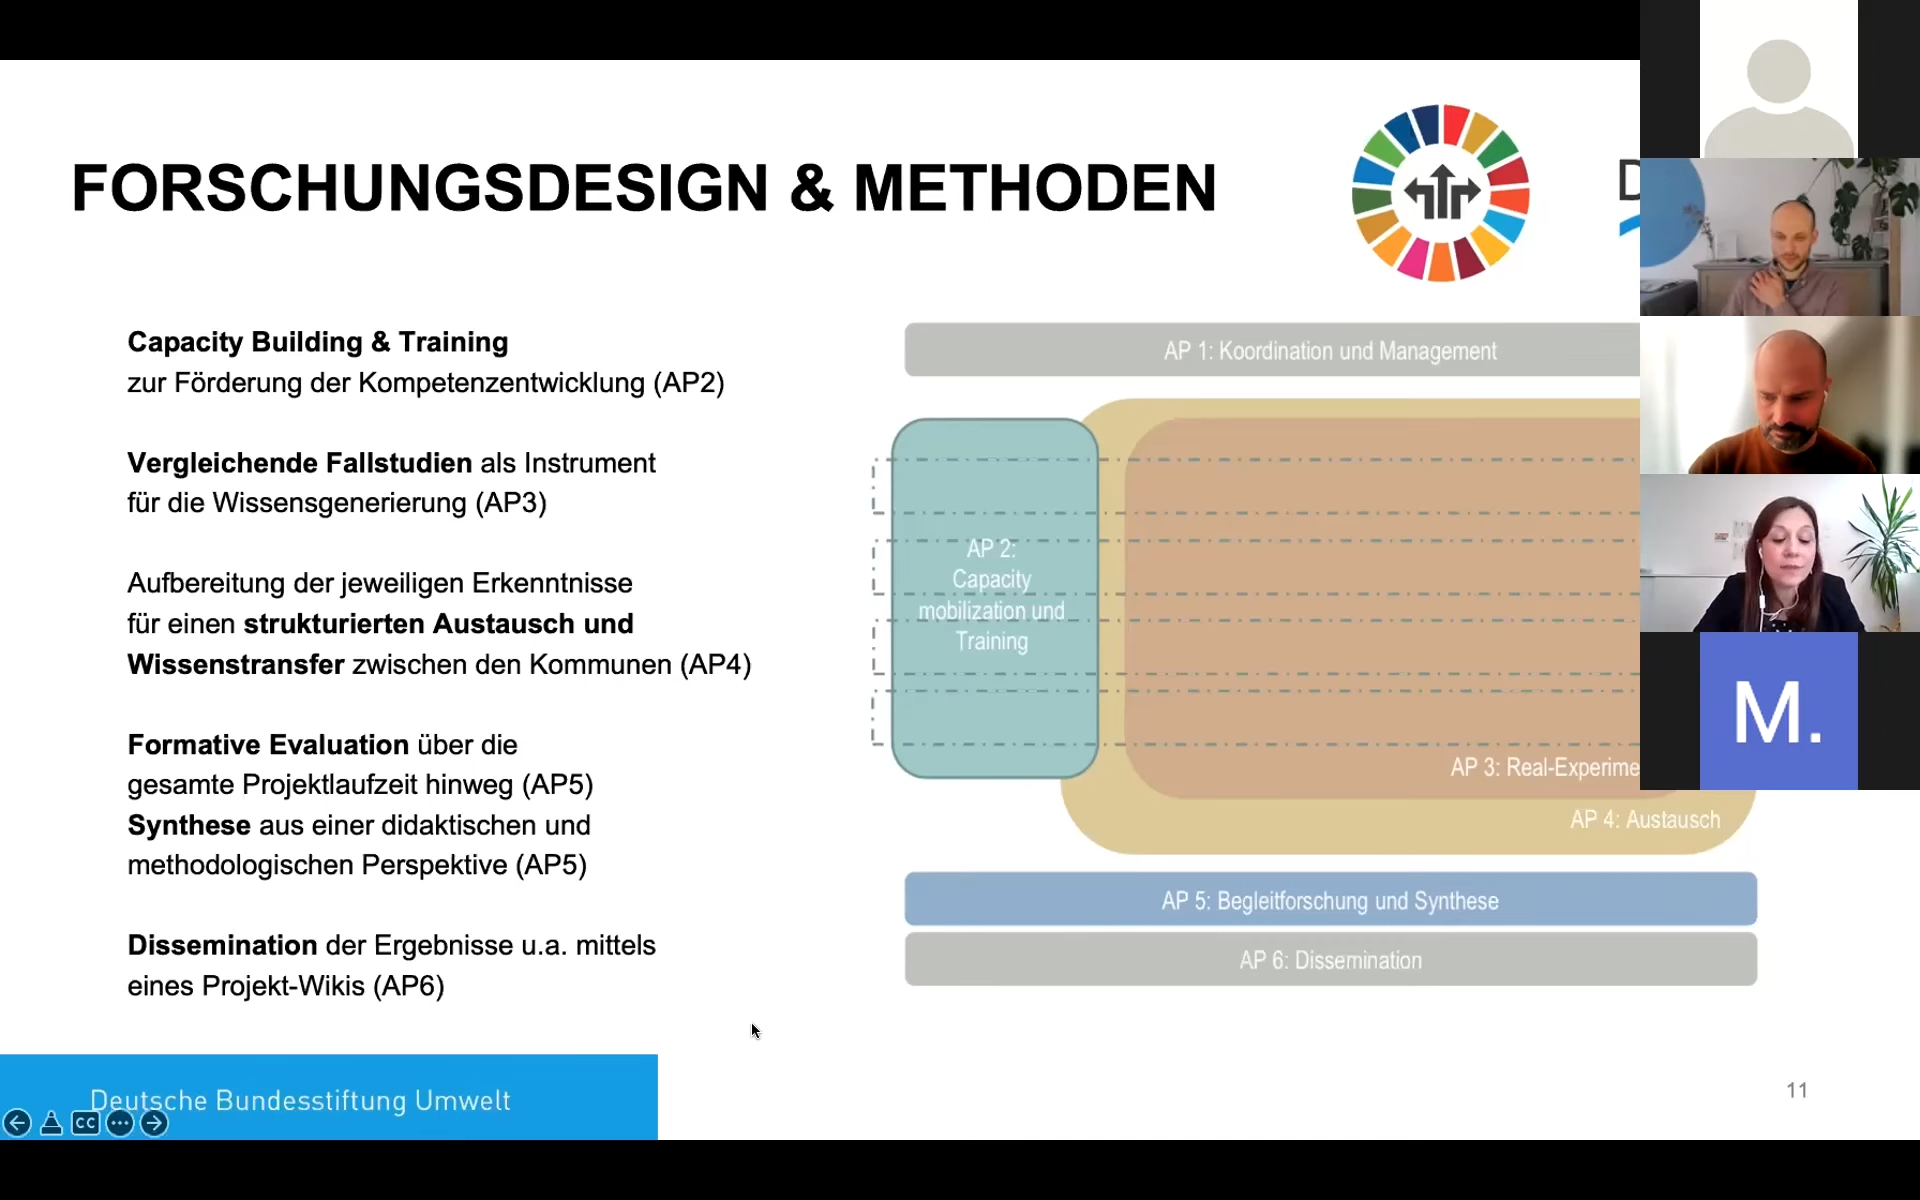 FORSCHUNGSDESIGN & METHODEN
D
Capacity Building & Training
zur Förderung der Kompetenzentwicklung (AP2)
Vergleichende Fallstudien als Instrument
für die Wissensgenerierung (AP3)
Aufbereitung der jeweiligen Erkenntnisse
für einen strukturierten Austausch und
Wissenstransfer zwischen den Kommunen (AP4)
Formative Evaluation über die
gesamte Projektlaufzeit hinweg (AP5)
Synthese aus einer didaktischen und
methodologischen Perspektive (AP5)
Dissemination der Ergebnisse u.a. mittels
eines Projekt-Wikis (AP6)
AP 1: Koordination und Management
AP 2:
Capacity
mobilization und
Training
AP 3: Real-Experime
AP 4: Austausch
AP 5: Begleitforschung und Synthese
AP 6: Dissemination
M.
Deutsche Bundesstiftung Umwelt
CC
11